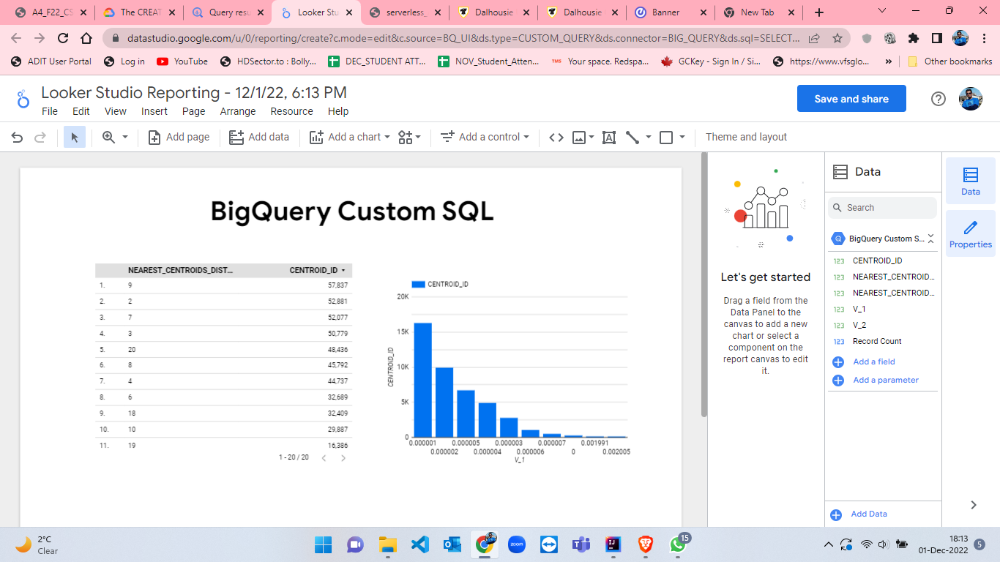 A4_F22_CS
The CREAT
Query resu
Looker Stu
serverless_
Dalhousie
Dalhousie
Banner
New Tab
datastudio.google.com/u/0/reporting/create?c.mode=edit&c.source=BQ_UI&ds.type=CUSTOM_QUERY&ds.connector=BIG_QUERY&ds.sql=SELECT...
ADIT User Portal
Log in
YouTube
HDSector.to : Bolly...
DEC_STUDENT ATT...
NOV_Student_Atten...
TMS
Your space. Redspa...
GCKey - Sign In / Si...
https://www.vfsglo...
»
Other bookmarks
Looker Studio Reporting - 12/1/22, 6:13 PM
File Edit View Insert Page Arrange Resource Help
Save and share
Add page
Add data
Add a chart
Add a control
Theme and layout
BigQuery Custom SQL
NEAREST_CENTROIDS_DIST... CENTROID_ID
1. 9 57,837
2. 2 52,881
3. 7 52,077
4. 3 50,779
5. 20 48,436
6. 8 45,792
7. 4 44,737
8. 6 32,689
9. 18 32,409
10. 10 29,887
11. 19 16,386
1 - 20 / 20
CENTROID_ID
20K
15K
10K
5K
0
CENTROID_ID
0.000001 0.000005 0.000003 0.000007 0.001991
0.000002 0.000004 0.000006 0 0.002005
V_1
Let's get started
Drag a field from the
Data Panel to the
canvas to add a new
chart or select a
component on the
report canvas to edit
it.
Data
Search
BigQuery Custom S...
123 CENTROID_ID
123 NEAREST_CENTROID...
123 NEAREST_CENTROID...
123 V_1
123 V_2
123 Record Count
Add a field
Add a parameter
Add Data
Data
Properties
2°C
Clear
zoom
15
18:13
01-Dec-2022
5